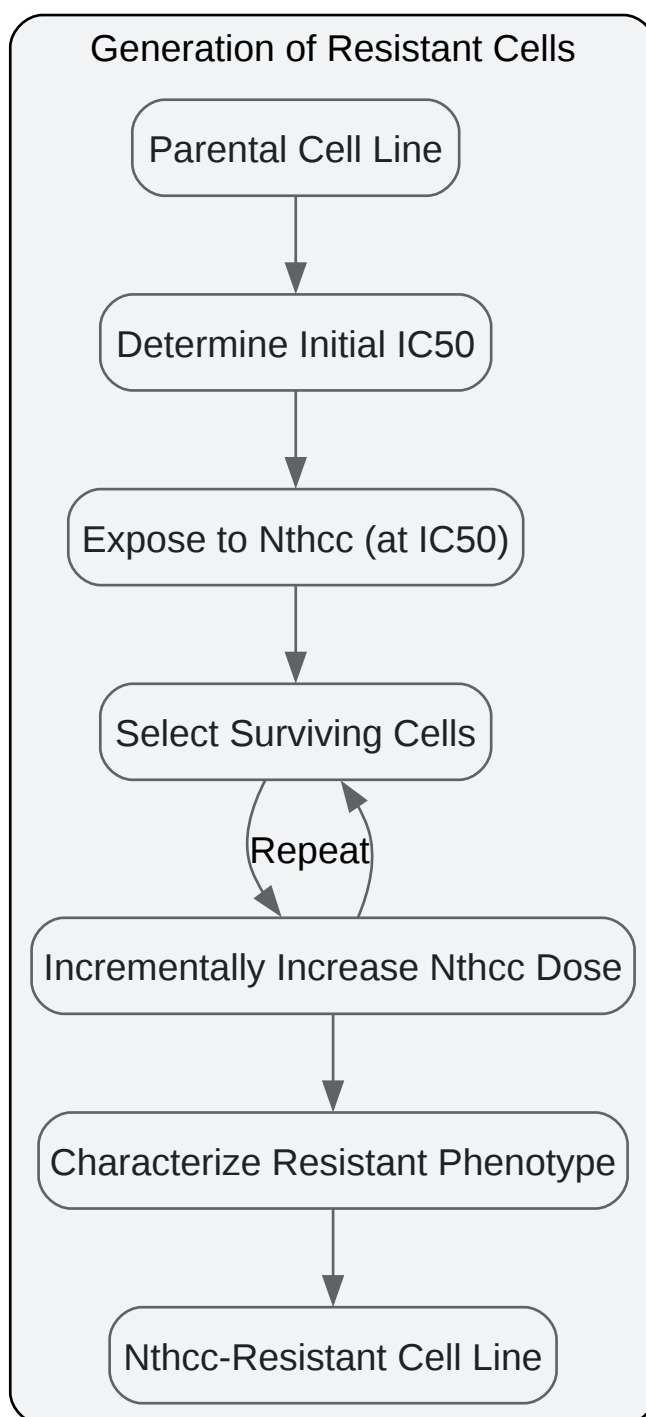 Generation of Resistant Cells
Parental Cell Line
Determine Initial IC50
Expose to Nthcc (at IC50)
Select Surviving Cells
Repeat
Incrementally Increase Nthcc Dose
Characterize Resistant Phenotype
Nthcc-Resistant Cell Line